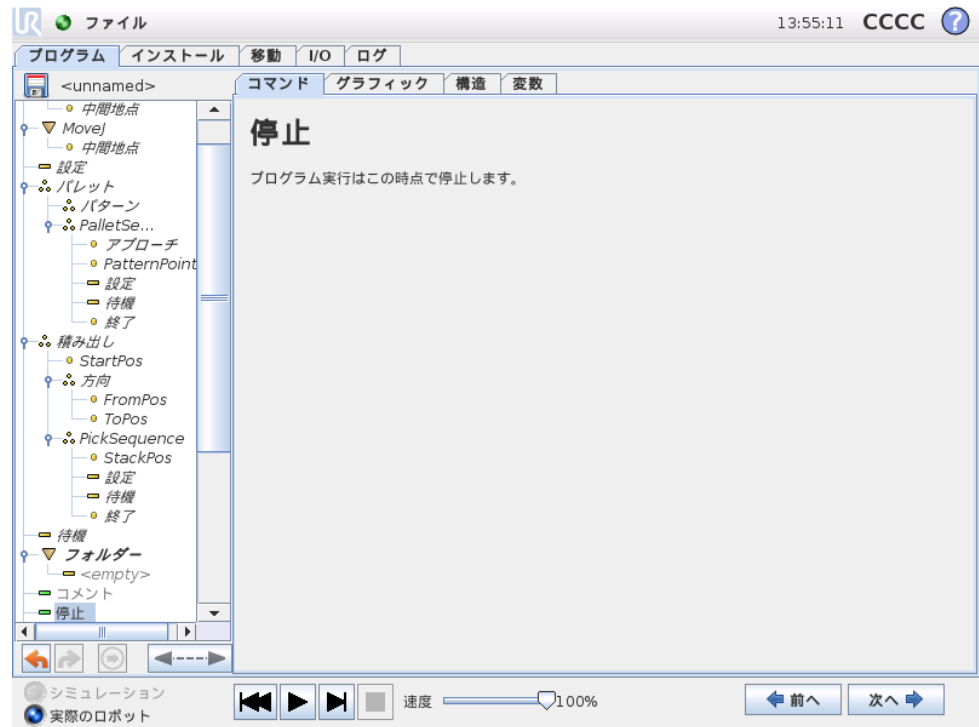 UR ファイル 13:55:11 CCCC ?
プログラム インストール 移動 I/O ログ
<unnamed>
コマンド グラフィック 構造 変数
中間地点
MoveJ
中間地点
設定
パレット
パターン
PalletSe...
アプローチ
PatternPoint
設定
待機
終了
積み出し
StartPos
方向
FromPos
ToPos
PickSequence
StackPos
設定
待機
終了
待機
フォルダー
<empty>
コメント
停止
停止
プログラム実行はこの時点で停止します。
シミュレーション
実際のロボット
速度 100%
前へ 次へ